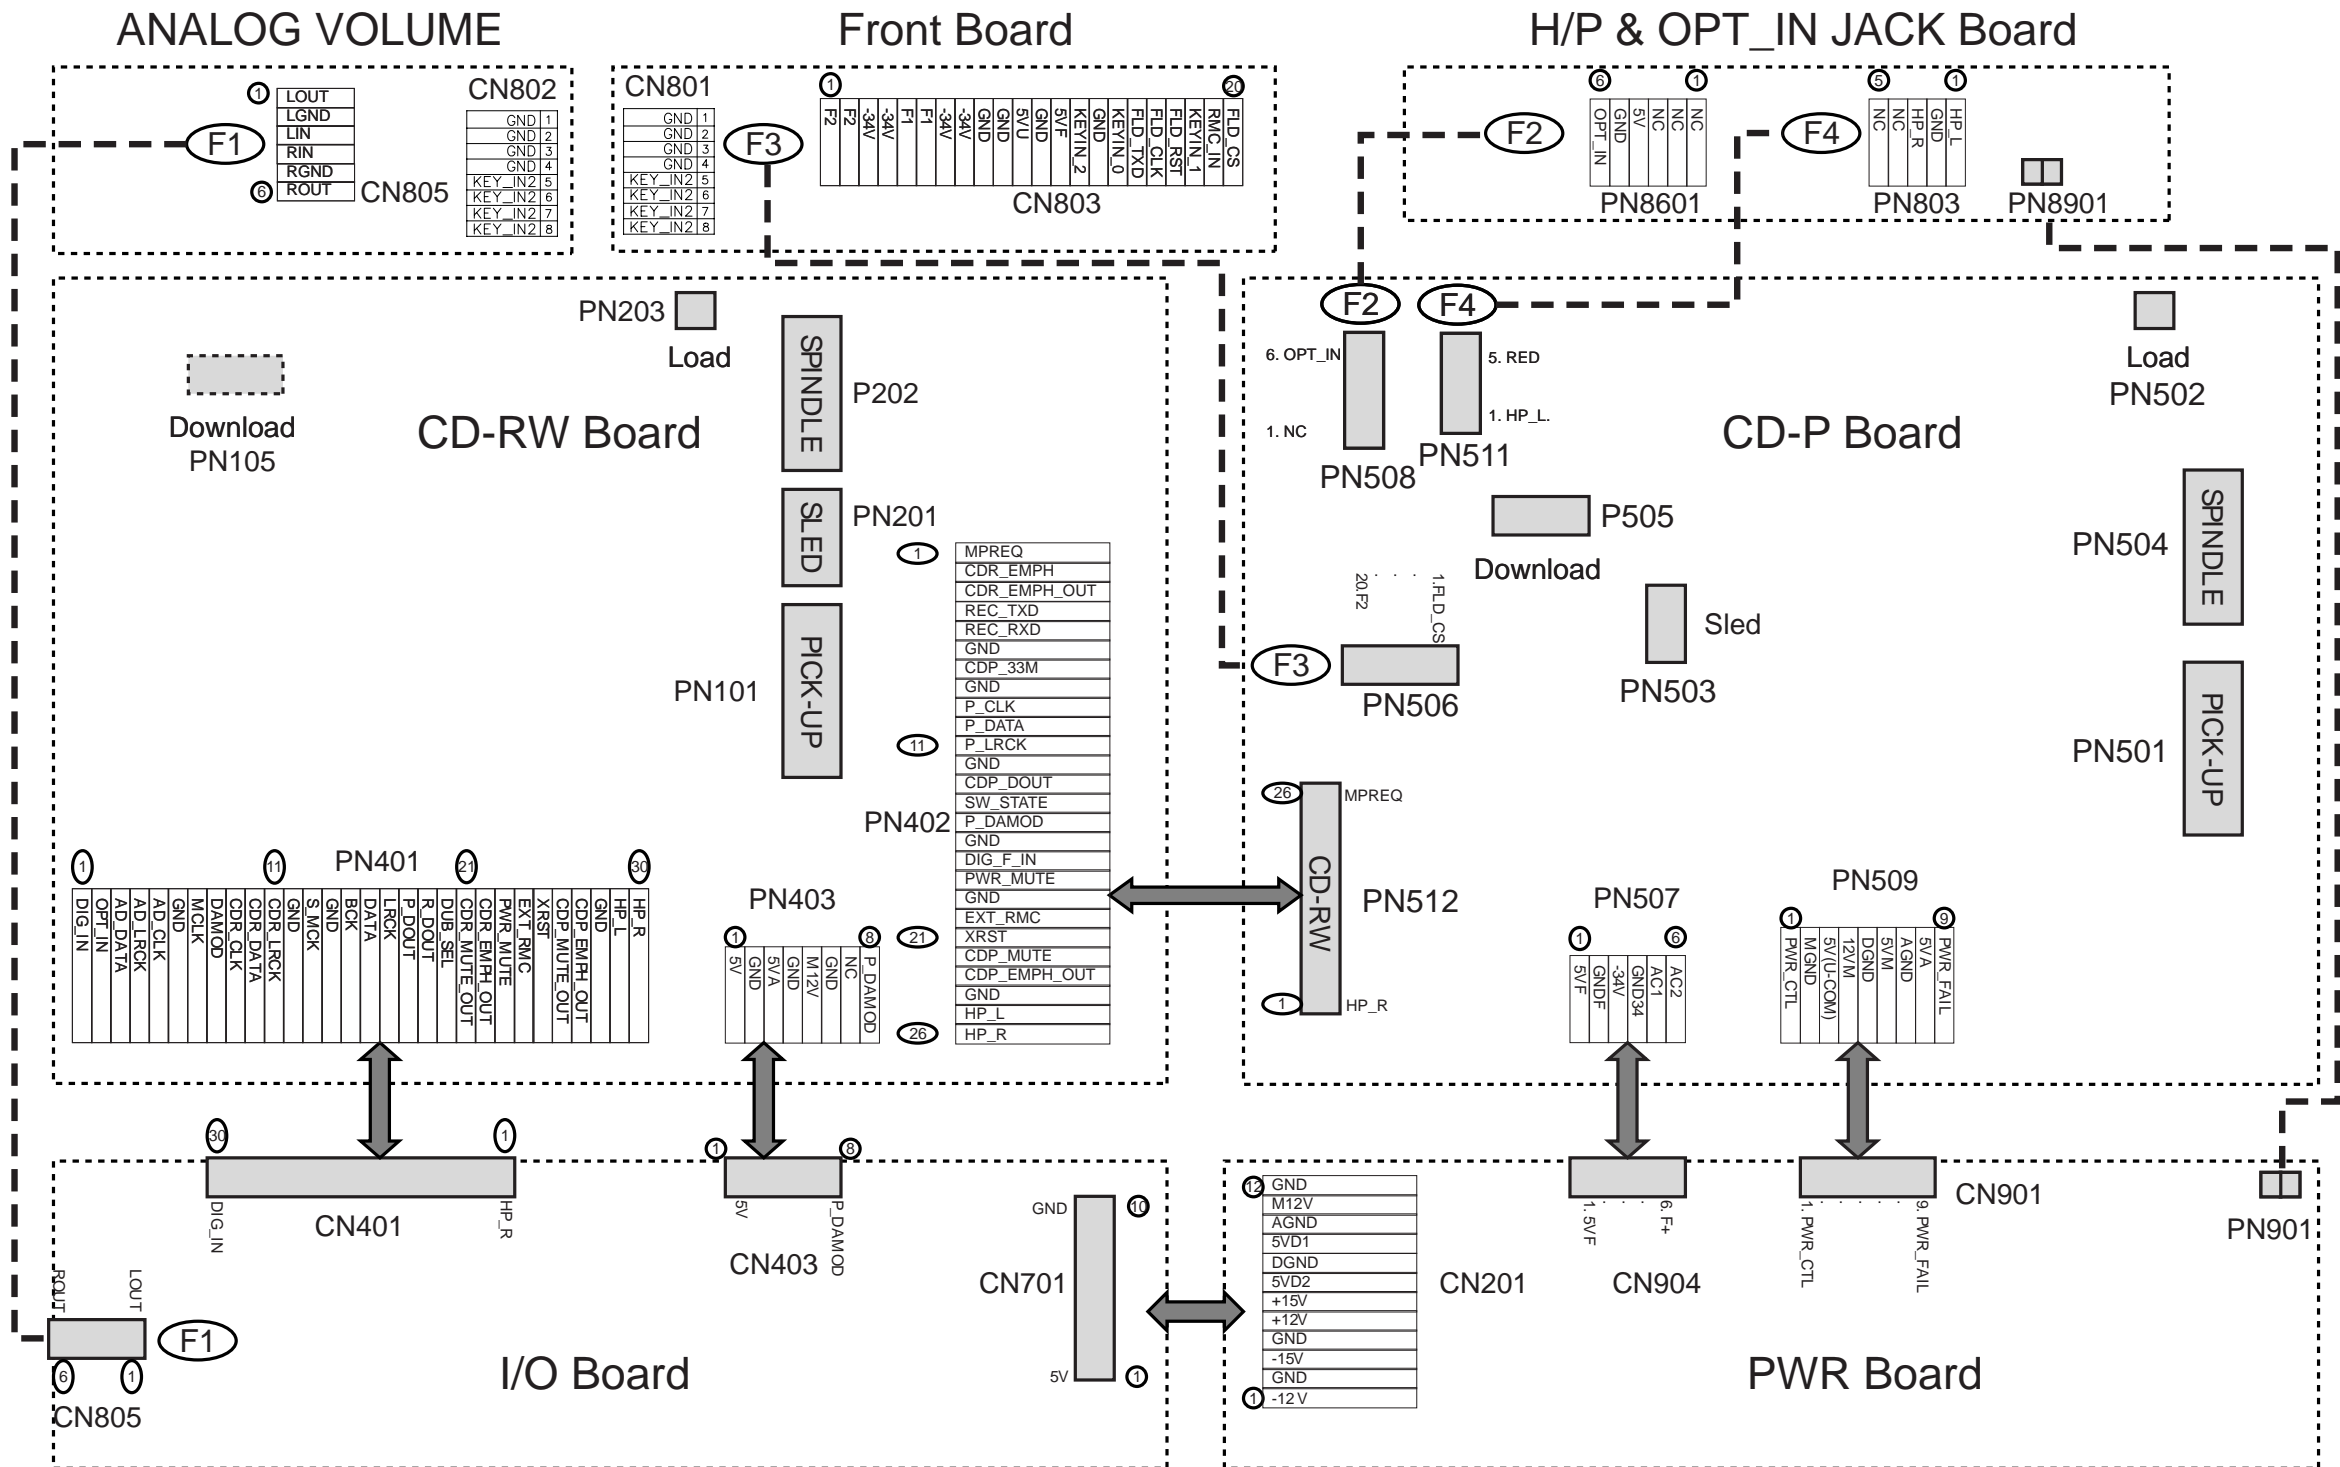 ANALOG VOLUME
Front Board
H/P & OPT_IN JACK Board
1
LOUT
LGND
LIN
RIN
RGND
ROUT
6
F1
CN805
CN802
GND 1
GND 2
GND 3
GND 4
KEY_IN2 5
KEY_IN2 6
KEY_IN2 7
KEY_IN2 8
CN801
GND 1
GND 2
GND 3
GND 4
KEY_IN2 5
KEY_IN2 6
KEY_IN2 7
KEY_IN2 8
F3
1
20
F2
F2
-34V
-34V
F1
F1
-34V
-34V
GND
GND
5VU
GND
5VF
KEYIN_2
GND
KEYIN_0
FLD_TXD
FLD_CLK
FLD_RST
KEYIN_1
RMC_IN
FLD_CS
CN803
F2
6
1
OPT_IN
GND
5V
NC
NC
NC
PN8601
F4
5
1
NC
NC
HP_R
GND
HP_L
PN803
PN8901
PN203
Load
SPINDLE
P202
Download
PN105
CD-RW Board
SLED
PN201
PICK-UP
PN101
1
MPREQ
CDR_EMPH
CDR_EMPH_OUT
REC_TXD
REC_RXD
GND
CDP_33M
GND
P_CLK
P_DATA
11
P_LRCK
GND
CDP_DOUT
SW_STATE
P_DAMOD
GND
DIG_F_IN
PWR_MUTE
GND
EXT_RMC
21
XRST
CDP_MUTE
CDP_EMPH_OUT
GND
HP_L
26
HP_R
PN402
PN401
1
11
21
30
DIG_IN
OPT_IN
AD_DATA
AD_LRCK
AD_CLK
GND
MCLK
DAMOD
CDR_CLK
CDR_DATA
CDR_LRCK
GND
S_MCK
GND
BCK
DATA
LRCK
P_DOUT
R_DOUT
DUB_SEL
CDR_MUTE_OUT
CDR_EMPH_OUT
PWR_MUTE
EXT_RMC
XRST
CDP_MUTE_OUT
CDP_EMPH_OUT
GND
HP_L
HP_R
PN403
1
8
5V
GND
5VA
GND
M12V
GND
NC
P_DAMOD
F2
F4
6. OPT_IN
1. NC
PN508
5. RED
1. HP_L.
PN511
Load
PN502
CD-P Board
P505
Download
SPINDLE
PN504
20.F2
. . .
1.FLD_CS
F3
PN506
Sled
PN503
PICK-UP
PN501
26
MPREQ
CD-RW
PN512
1
HP_R
PN507
1
6
5VF
GNDF
-34V
GND34
AC1
AC2
PN509
1
9
PWR_CTL
MGND
5V(U-COM)
12VM
DGND
5VM
AGND
5VA
PWR_FAIL
30
1
DIG_IN
CN401
HP_R
1
8
5V
CN403
P_DAMOD
GND
10
CN701
5V
1
ROUT
LOUT
F1
6
1
CN805
I/O Board
12
GND
M12V
AGND
5VD1
DGND
5VD2
+15V
+12V
GND
-15V
GND
1
-12 V
CN201
1. 5VF
. . .
6. F+
CN904
CN901
1. PWR_CTL
. . . .
9. PWR_FAIL
PN901
PWR Board